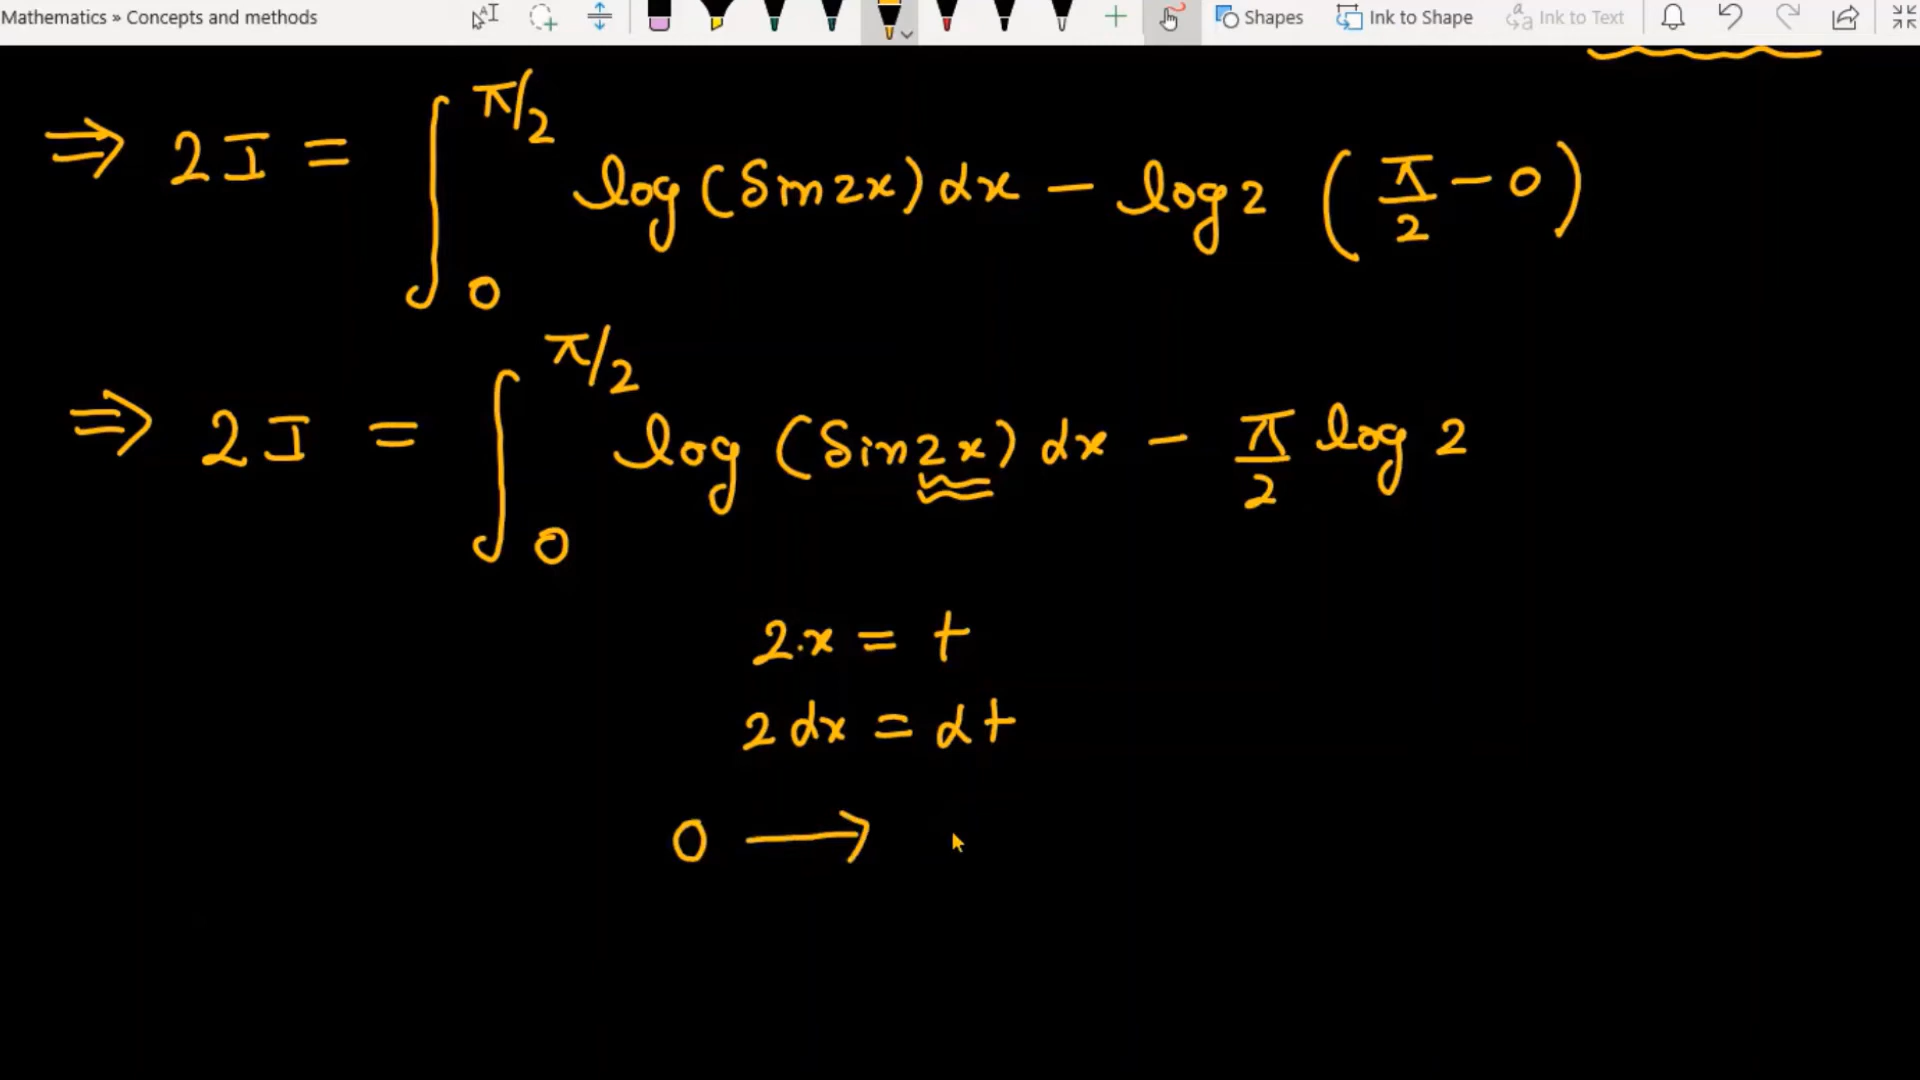 Mathematics » Concepts and methods Shapes Ink to Shape Ink to Text
⇒ 2I = ∫₀^{π/2} log(sin2x)dx − log2 (π/2 − 0)
⇒ 2I = ∫₀^{π/2} log (sin2x) dx − π/2 log 2
2x = t
2dx = dt
0 ⟶